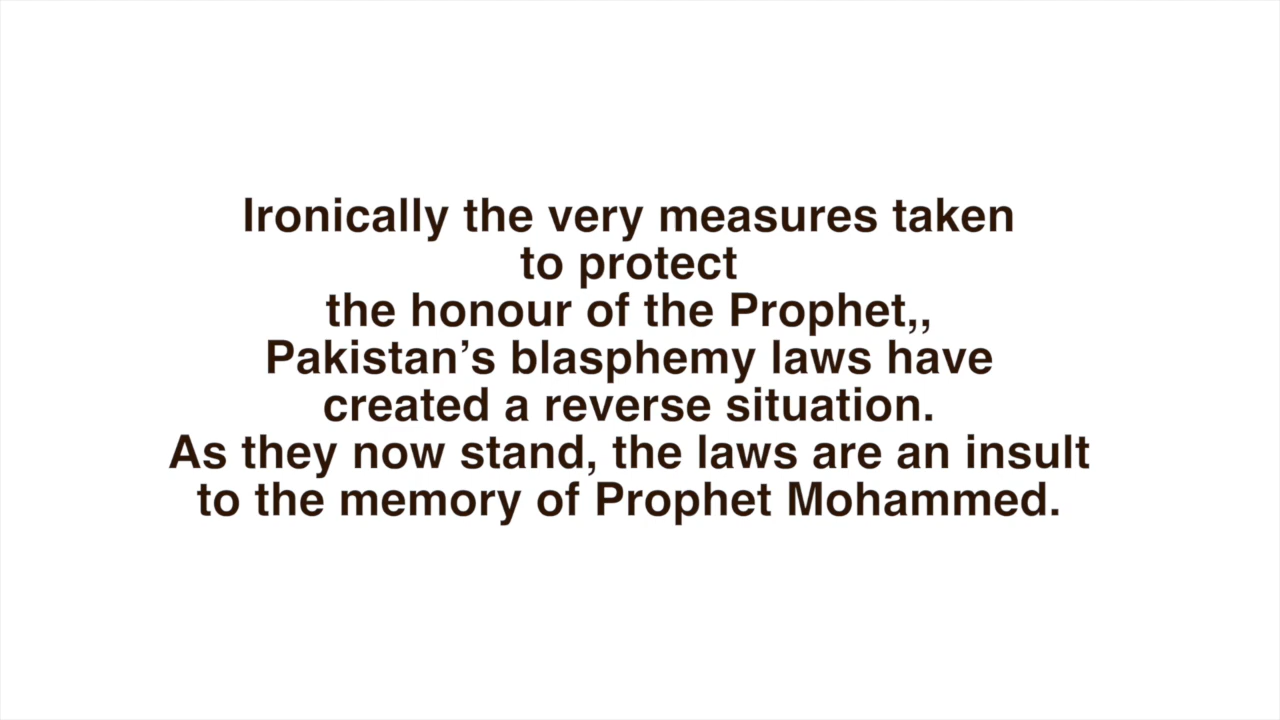 Ironically the very measures taken
to protect
the honour of the Prophet,,
Pakistan’s blasphemy laws have
created a reverse situation.
As they now stand, the laws are an insult
to the memory of Prophet Mohammed.